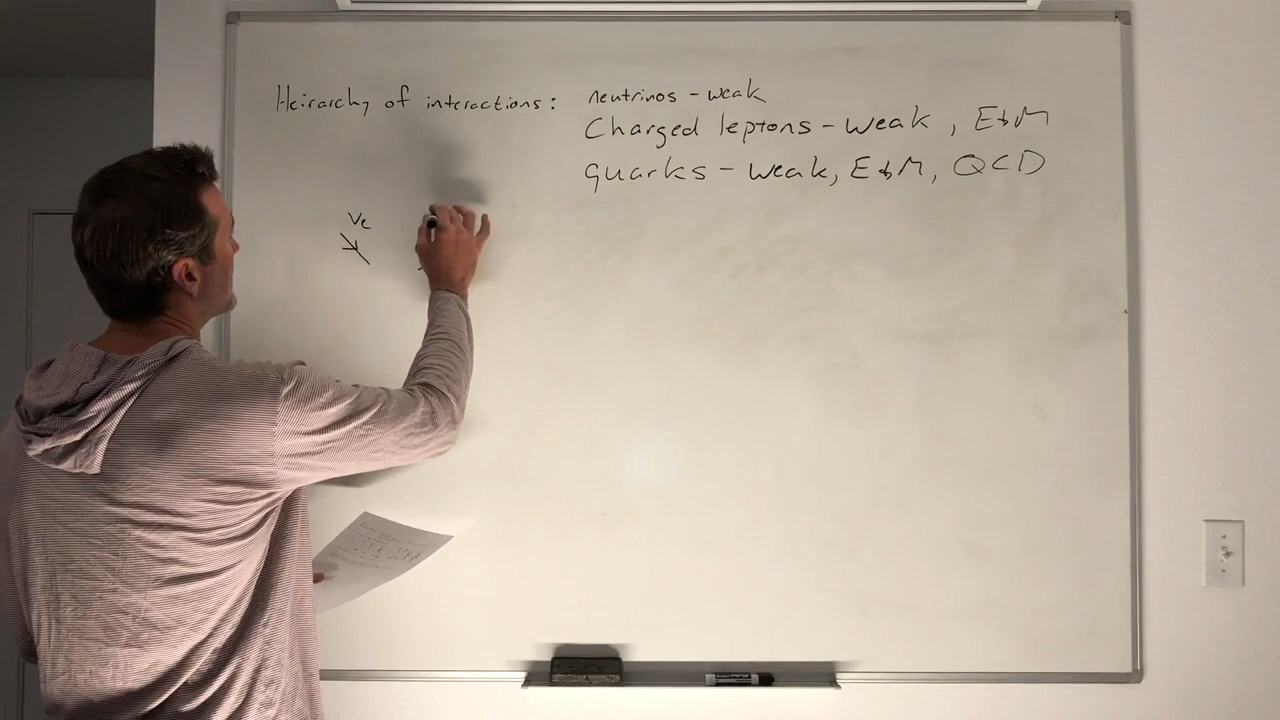 Heirarchy of interactions: neutrinos - weak
Charged leptons - weak, E&M
quarks - weak, E&M, QCD
νe